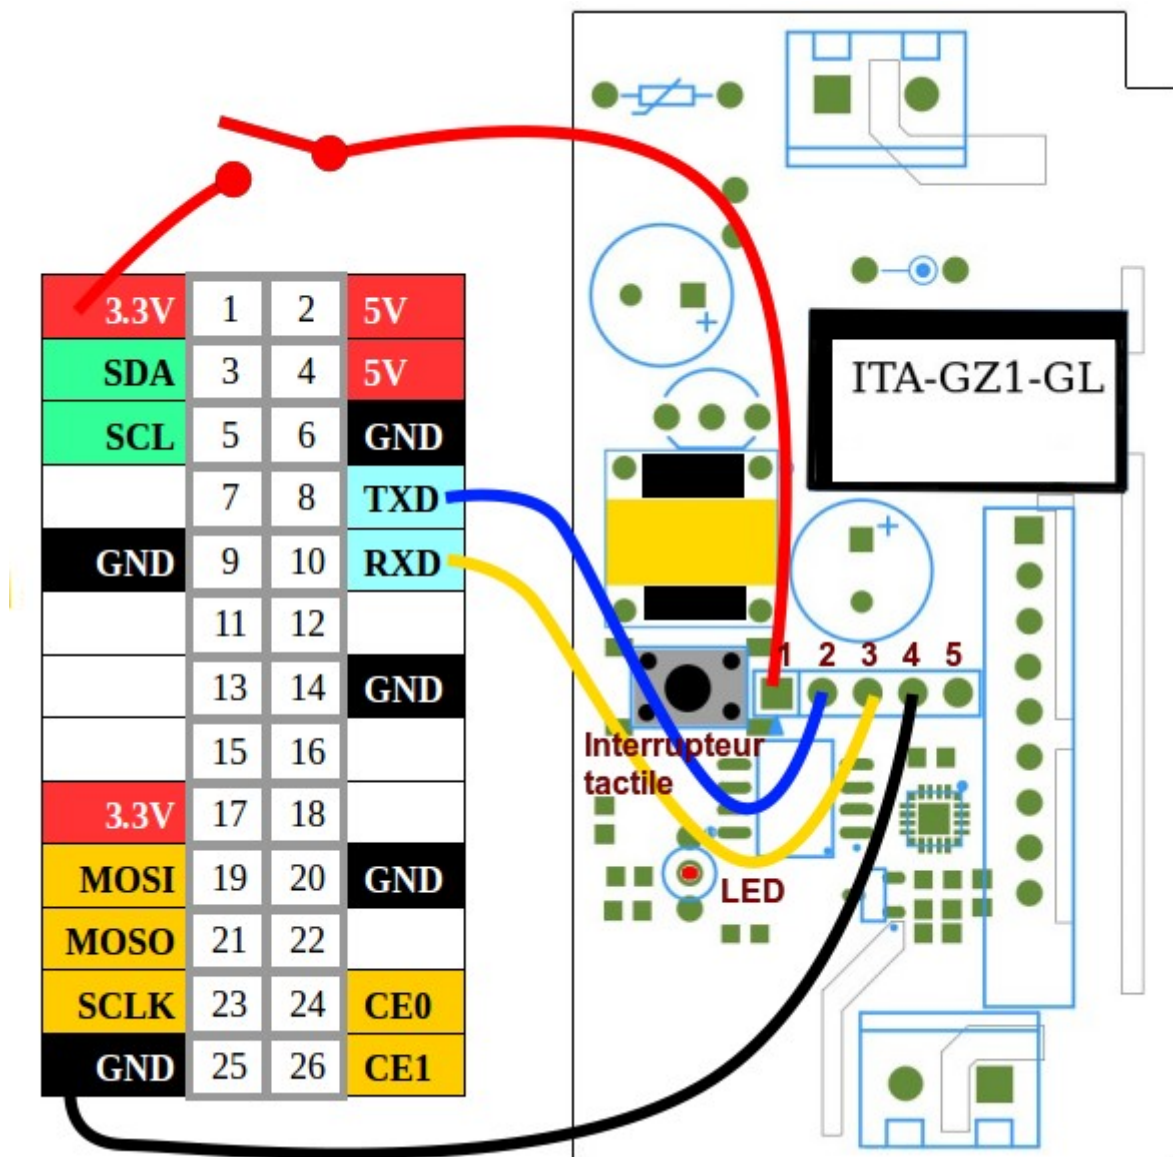 3.3V 1 2 5V
SDA 3 4 5V
SCL 5 6 GND
7 8 TXD
GND 9 10 RXD
11 12
13 14 GND
15 16
3.3V 17 18
MOSI 19 20 GND
MOSO 21 22
SCLK 23 24 CE0
GND 25 26 CE1
ITA-GZ1-GL
1 2 3 4 5
Interrupteur
tactile
LED